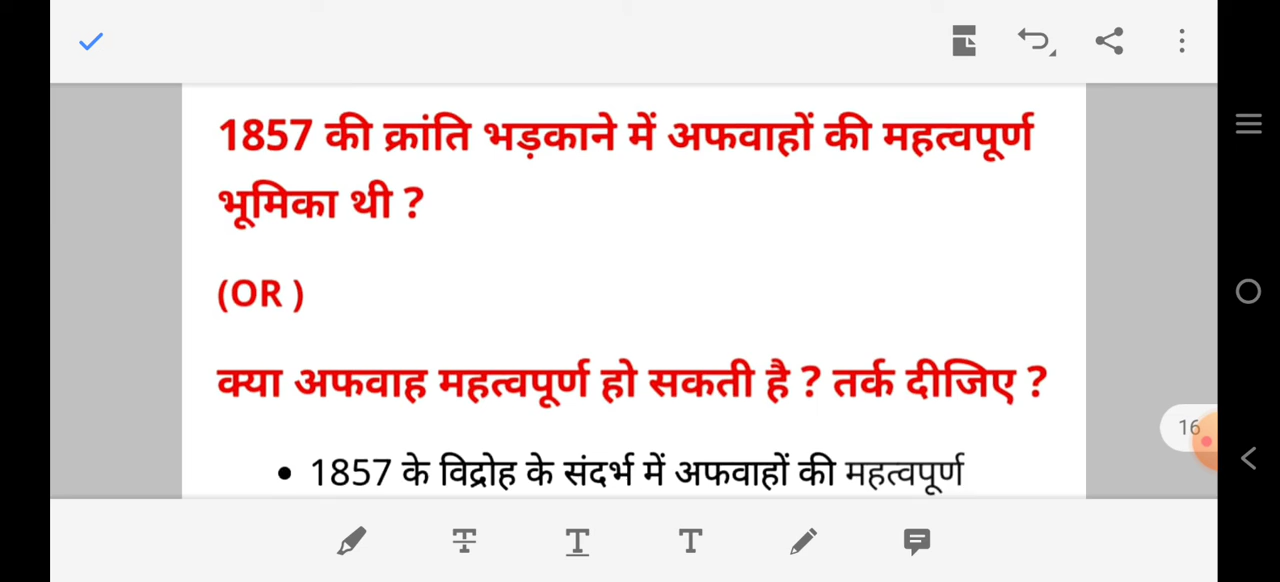 1857 की क्रांति भड़काने में अफवाहों की महत्वपूर्ण
भूमिका थी ?
(OR )
क्या अफवाह महत्वपूर्ण हो सकती है ? तर्क दीजिए ?
16
• 1857 के विद्रोह के संदर्भ में अफवाहों की महत्वपूर्ण
T T T